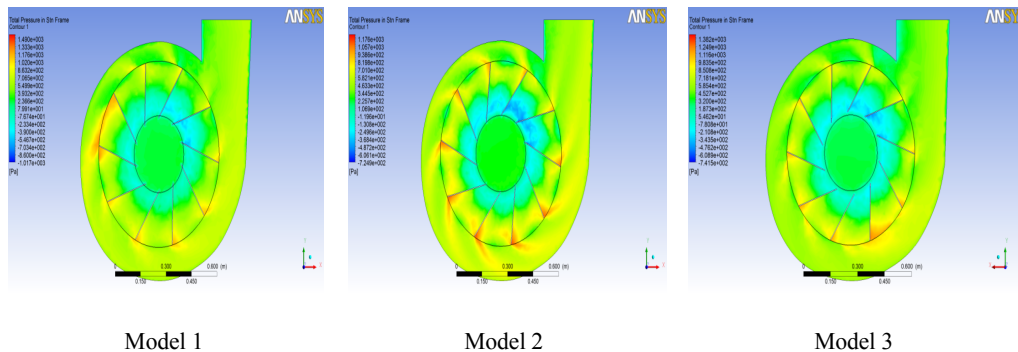 Total Pressure in Stn Frame
Contour 1
1.490e+003
1.333e+003
1.176e+003
1.020e+003
8.632e+002
7.065e+002
5.499e+002
3.932e+002
2.366e+002
7.991e+001
-7.674e+001
-2.334e+002
-3.900e+002
-5.467e+002
-7.034e+002
-8.600e+002
-1.017e+003
[Pa]
ANSYS
0 0.300 0.600 (m)
0.150 0.450
Model 1
Total Pressure in Stn Frame
Contour 1
1.176e+003
1.057e+003
9.386e+002
8.198e+002
7.010e+002
5.821e+002
4.633e+002
3.445e+002
2.257e+002
1.069e+002
-1.196e+001
-1.308e+002
-2.496e+002
-3.684e+002
-4.872e+002
-6.061e+002
-7.249e+002
[Pa]
ANSYS
0 0.300 0.600 (m)
0.150 0.450
Model 2
Total Pressure in Stn Frame
Contour 1
1.382e+003
1.249e+003
1.116e+003
9.835e+002
8.508e+002
7.181e+002
5.854e+002
4.527e+002
3.200e+002
1.873e+002
5.462e+001
-7.808e+001
-2.108e+002
-3.435e+002
-4.762e+002
-6.089e+002
-7.415e+002
[Pa]
ANSYS
0 0.300 0.600 (m)
0.150 0.450
Model 3